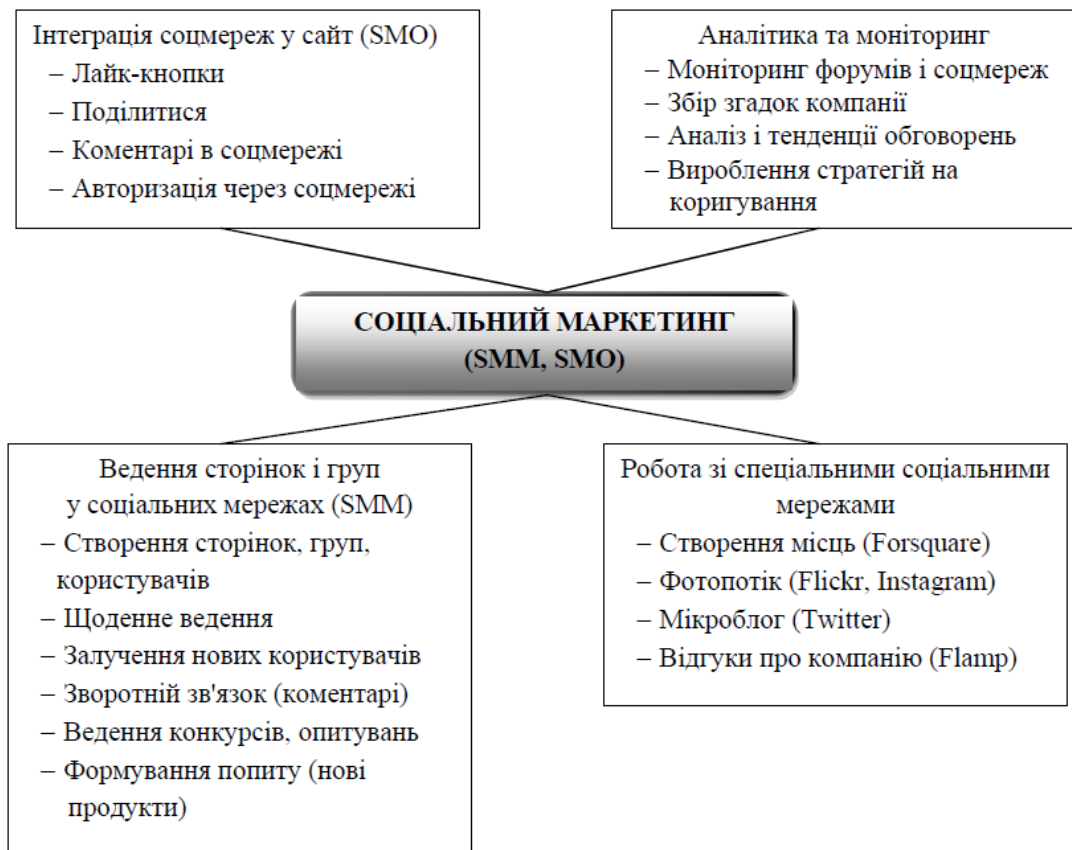 Інтеграція соцмереж у сайт (SMO)
– Лайк-кнопки
– Поділитися
– Коментарі в соцмережі
– Авторизація через соцмережі
Аналітика та моніторинг
– Моніторинг форумів і соцмереж
– Збір згадок компанії
– Аналіз і тенденції обговорень
– Вироблення стратегій на
коригування
СОЦІАЛЬНИЙ МАРКЕТИНГ
(SMM, SMO)
Ведення сторінок і груп
у соціальних мережах (SMM)
– Створення сторінок, груп,
користувачів
– Щоденне ведення
– Залучення нових користувачів
– Зворотній зв'язок (коментарі)
– Ведення конкурсів, опитувань
– Формування попиту (нові
продукти)
Робота зі спеціальними соціальними
мережами
– Створення місць (Forsquare)
– Фотопотік (Flickr, Instagram)
– Мікроблог (Twitter)
– Відгуки про компанію (Flamp)